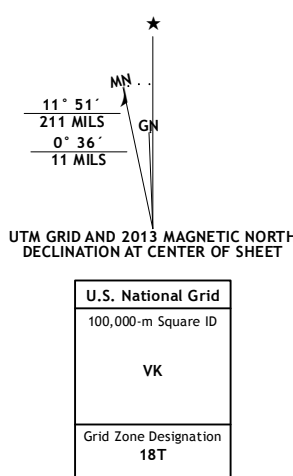 ★
MN
11° 51´
211 MILS
GN
0° 36´
11 MILS
UTM GRID AND 2013 MAGNETIC NORTH
DECLINATION AT CENTER OF SHEET
U.S. National Grid
100,000-m Square ID
VK
Grid Zone Designation
18T